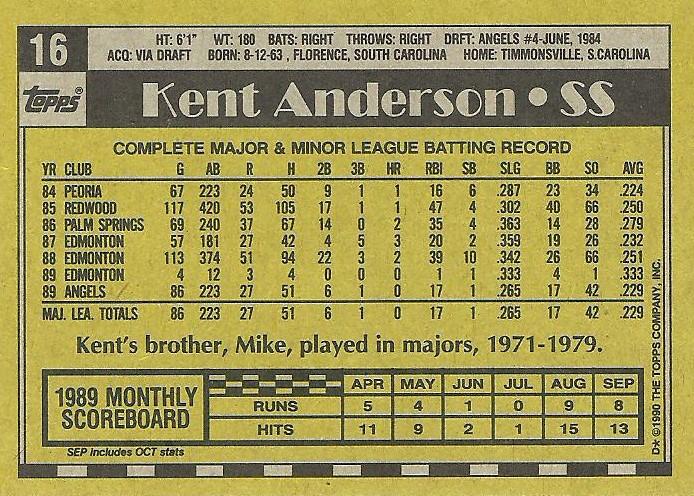 16
HT: 6'1" WT: 180 BATS: RIGHT THROWS: RIGHT DRFT: ANGELS #4-JUNE, 1984
ACQ: VIA DRAFT BORN: 8-12-63 , FLORENCE, SOUTH CAROLINA HOME: TIMMONSVILLE, S.CAROLINA
Topps®
Kent Anderson • SS
COMPLETE MAJOR & MINOR LEAGUE BATTING RECORD
YR CLUB G AB R H 2B 3B HR RBI SB SLG BB SO AVG
84 PEORIA 67 223 24 50 9 1 1 16 6 .287 23 34 .224
85 REDWOOD 117 420 53 105 17 1 1 47 4 .302 40 66 .250
86 PALM SPRINGS 69 240 37 67 14 0 2 35 4 .363 14 28 .279
87 EDMONTON 57 181 27 42 4 5 3 20 2 .359 19 26 .232
88 EDMONTON 113 374 51 94 22 3 2 39 10 .342 26 66 .251
89 EDMONTON 4 12 3 4 0 0 0 1 1 .333 4 1 .333
89 ANGELS 86 223 27 51 6 1 0 17 1 .265 17 42 .229
MAJ. LEA. TOTALS 86 223 27 51 6 1 0 17 1 .265 17 42 .229
Kent's brother, Mike, played in majors, 1971-1979.
1989 MONTHLY
SCOREBOARD
APR MAY JUN JUL AUG SEP
RUNS 5 4 1 0 9 8
HITS 11 9 2 1 15 13
SEP Includes OCT stats
D* ©1990 THE TOPPS COMPANY, INC.